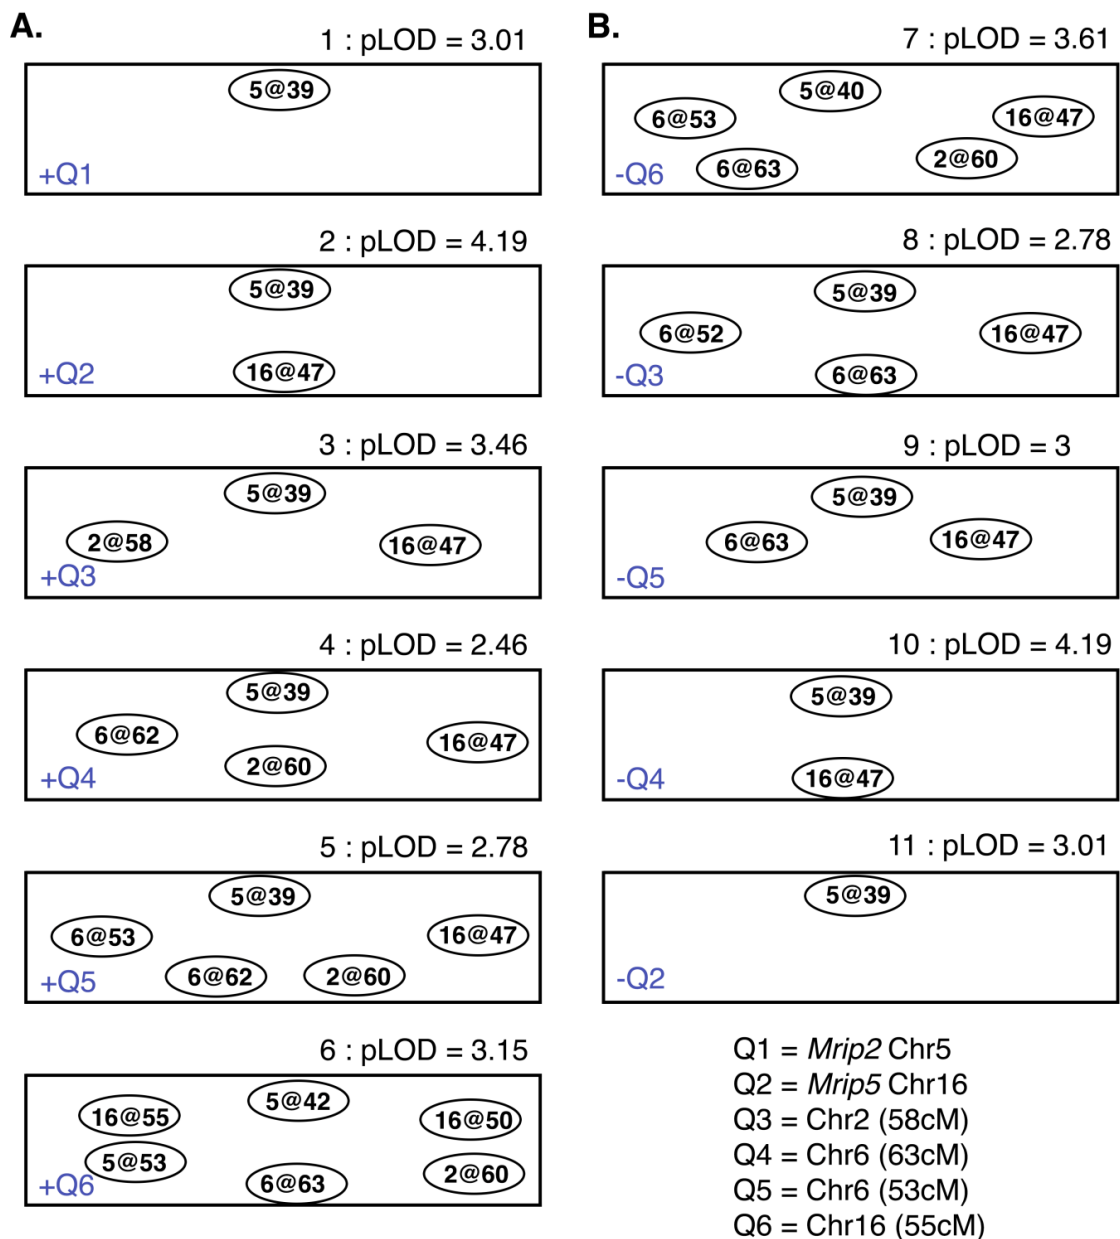 A.
1 : pLOD = 3.01
5@39
+Q1
2 : pLOD = 4.19
5@39
16@47
+Q2
3 : pLOD = 3.46
5@39
2@58
16@47
+Q3
4 : pLOD = 2.46
5@39
6@62
16@47
2@60
+Q4
5 : pLOD = 2.78
5@39
6@53
16@47
6@62
2@60
+Q5
6 : pLOD = 3.15
5@42
16@55
16@50
5@53
2@60
6@63
+Q6
B.
7 : pLOD = 3.61
5@40
6@53
16@47
2@60
6@63
-Q6
8 : pLOD = 2.78
5@39
6@52
16@47
6@63
-Q3
9 : pLOD = 3
5@39
6@63
16@47
-Q5
10 : pLOD = 4.19
5@39
16@47
-Q4
11 : pLOD = 3.01
5@39
-Q2
Q1 = Mrip2 Chr5
Q2 = Mrip5 Chr16
Q3 = Chr2 (58cM)
Q4 = Chr6 (63cM)
Q5 = Chr6 (53cM)
Q6 = Chr16 (55cM)